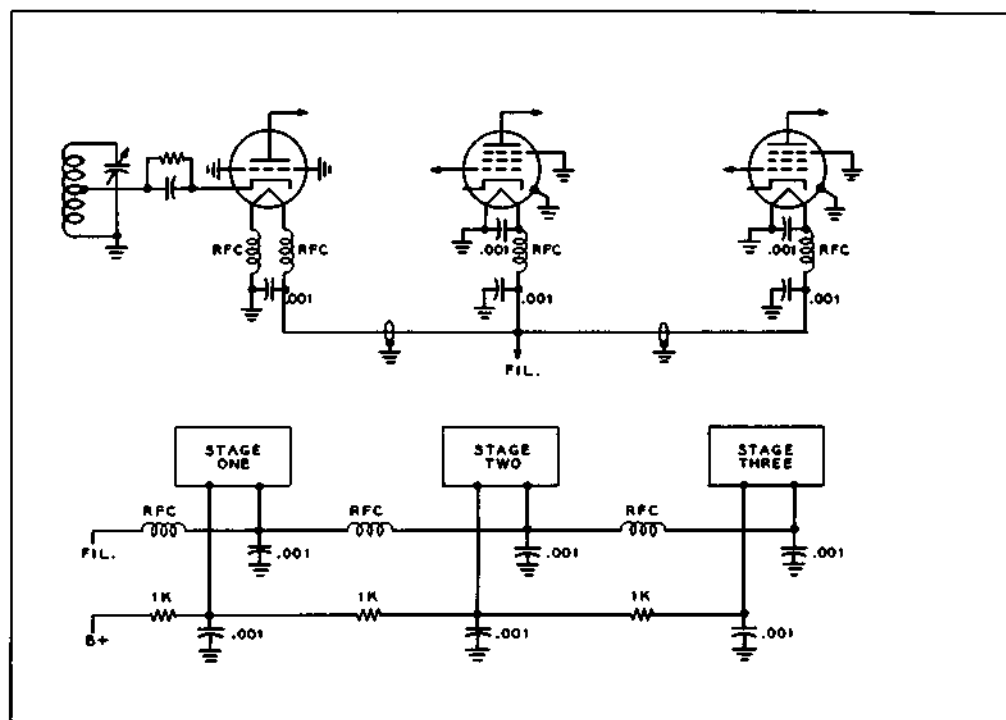 RFC RFC .001 RFC .001 RFC
.001 .001 .001
FIL.
STAGE ONE
STAGE TWO
STAGE THREE
RFC RFC RFC
FIL. .001 .001 .001
1K 1K 1K
B+ .001 .001 .001